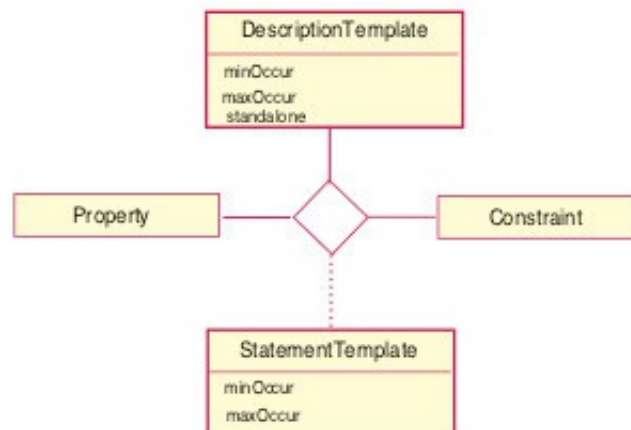 DescriptionTemplate
minOccur
maxOccur
standalone
Property
Constraint
StatementTemplate
minOccur
maxOccur